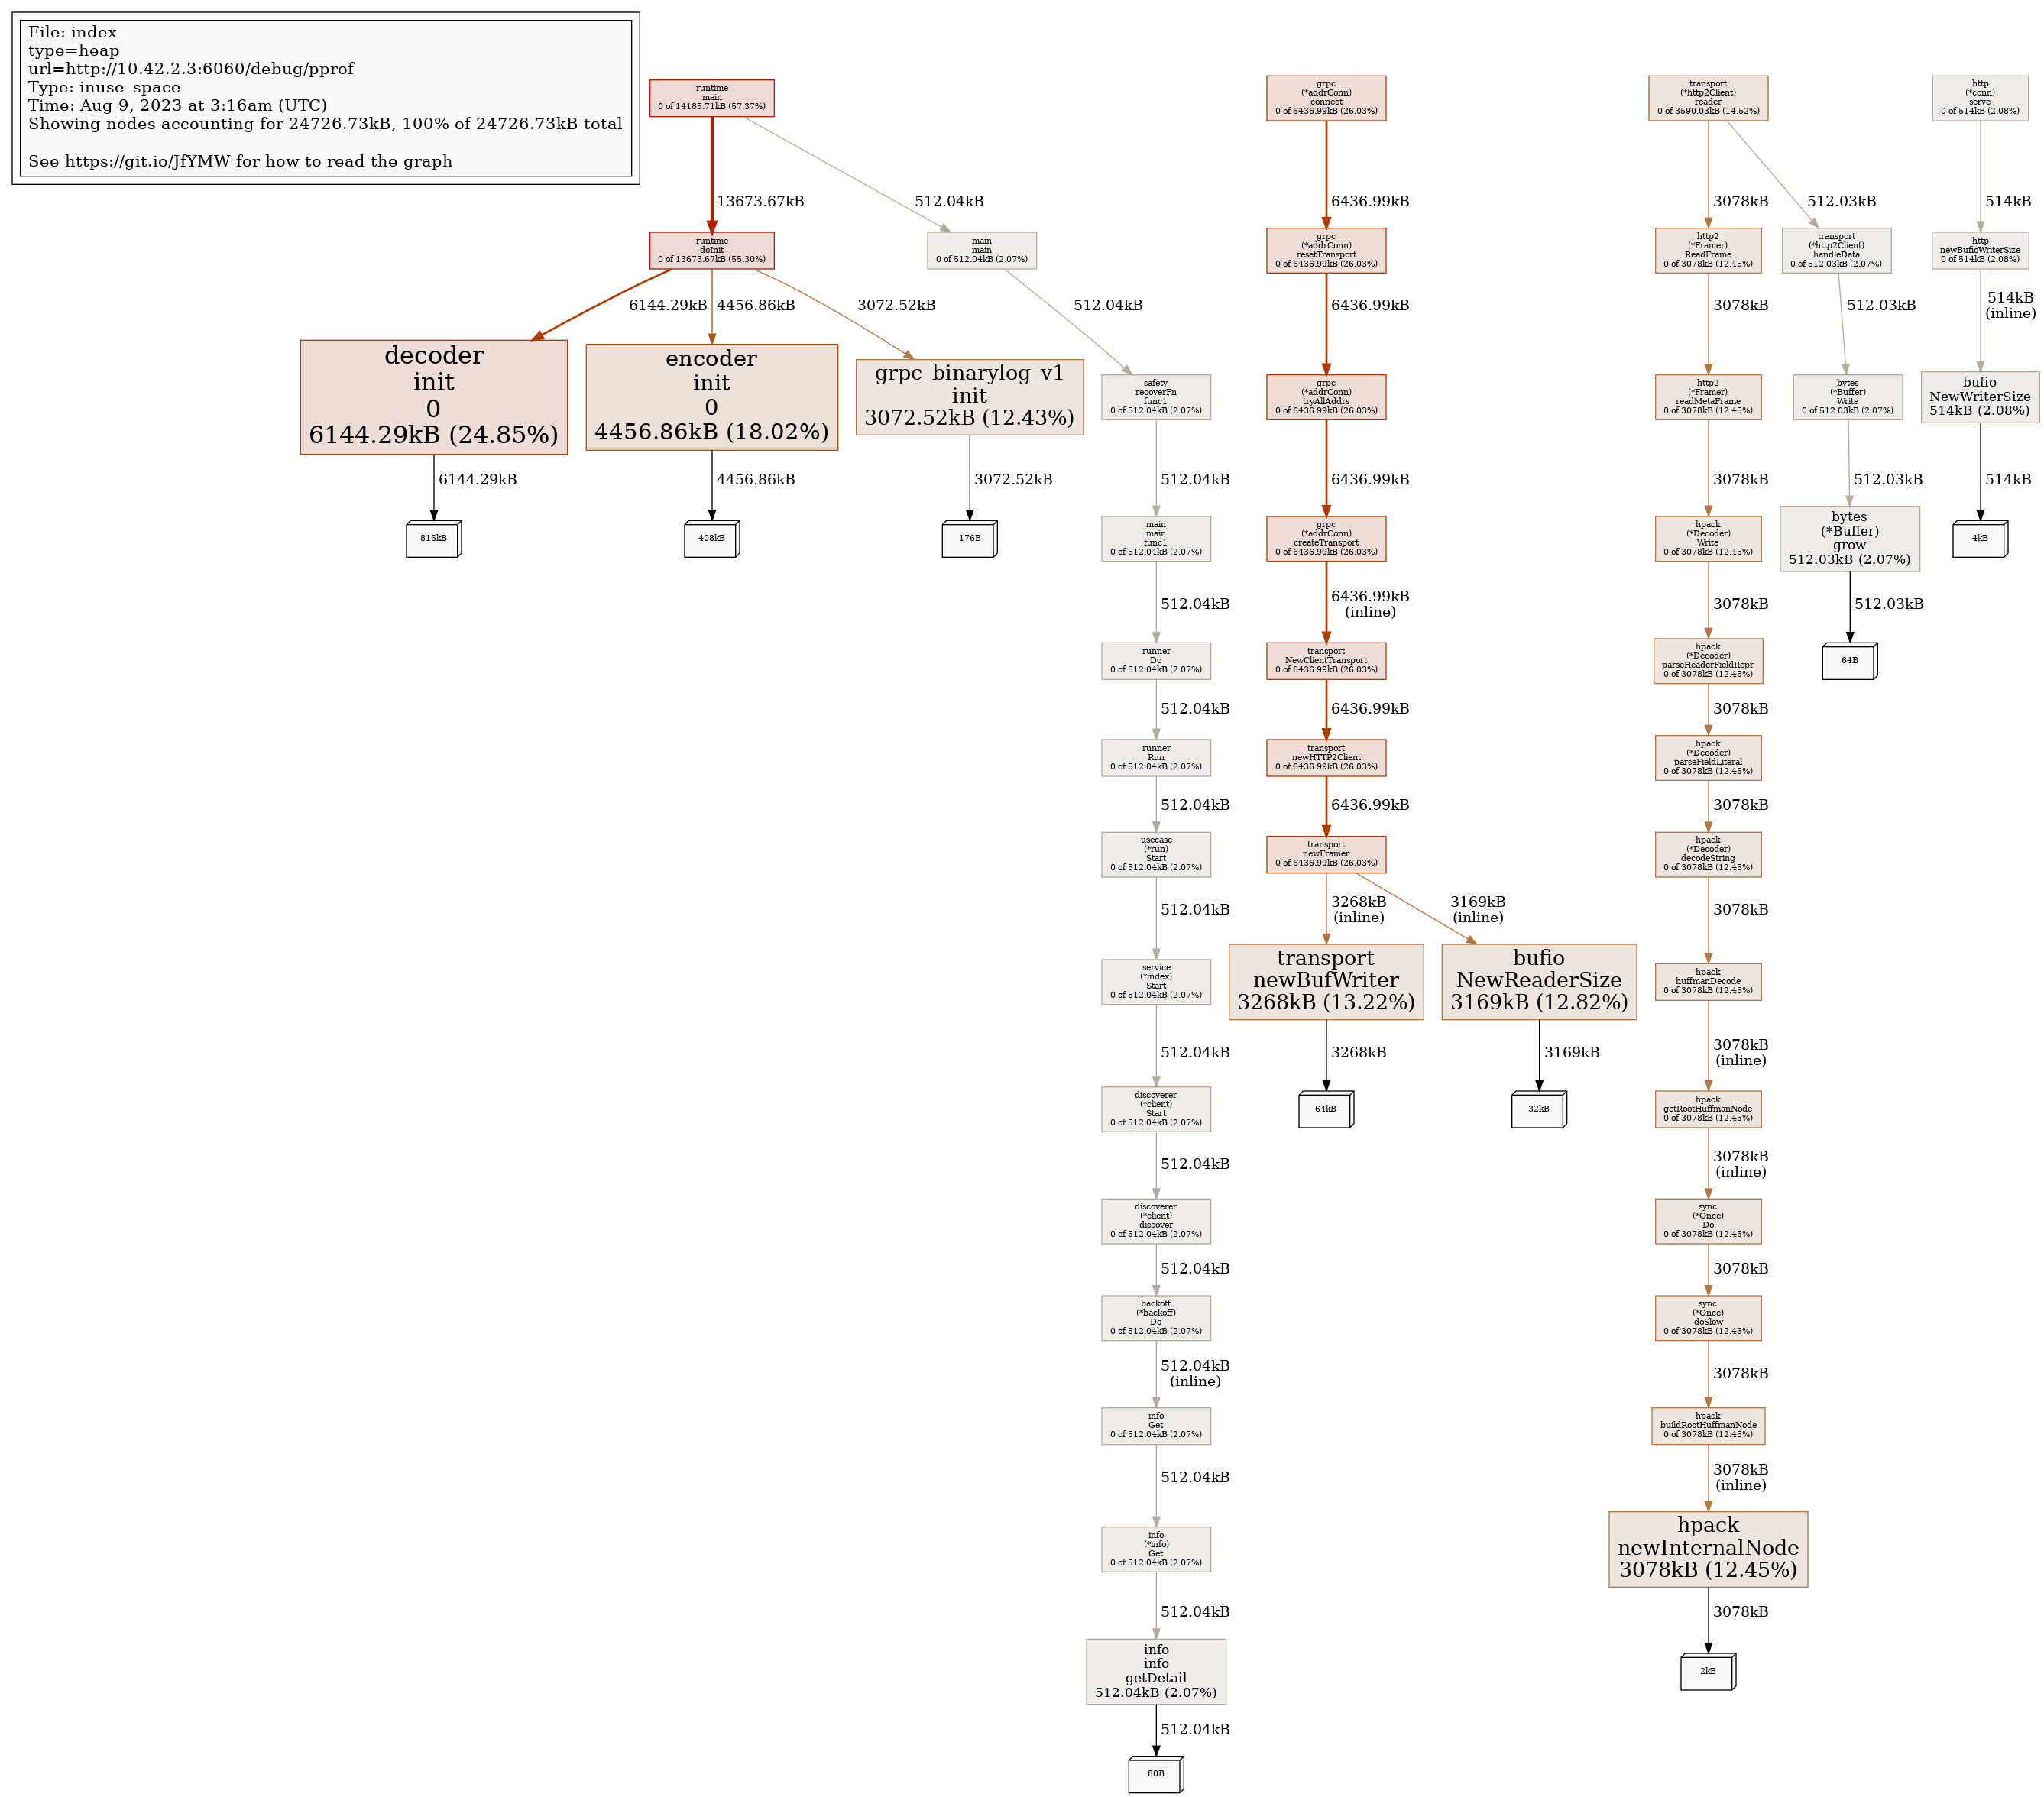 File: index
type=heap
url=http://10.42.2.3:6060/debug/pprof
Type: inuse_space
Time: Aug 9, 2023 at 3:16am (UTC)
Showing nodes accounting for 24726.73kB, 100% of 24726.73kB total
See https://git.io/JfYMW for how to read the graph
runtime
main
0 of 14185.71kB (57.37%)
13673.67kB
512.04kB
runtime
doInit
0 of 13673.67kB (55.30%)
6144.29kB
4456.86kB
3072.52kB
decoder
init
0
6144.29kB (24.85%)
6144.29kB
816kB
encoder
init
0
4456.86kB (18.02%)
4456.86kB
408kB
grpc_binarylog_v1
init
3072.52kB (12.43%)
3072.52kB
176B
main
main
0 of 512.04kB (2.07%)
512.04kB
safety
recoverFn
func1
0 of 512.04kB (2.07%)
512.04kB
main
main
func1
0 of 512.04kB (2.07%)
512.04kB
runner
Do
0 of 512.04kB (2.07%)
512.04kB
runner
Run
0 of 512.04kB (2.07%)
512.04kB
usecase
(*run)
Start
0 of 512.04kB (2.07%)
512.04kB
service
(*index)
Start
0 of 512.04kB (2.07%)
512.04kB
discoverer
(*client)
Start
0 of 512.04kB (2.07%)
512.04kB
discoverer
(*client)
discover
0 of 512.04kB (2.07%)
512.04kB
backoff
(*backoff)
Do
0 of 512.04kB (2.07%)
512.04kB
(inline)
info
Get
0 of 512.04kB (2.07%)
512.04kB
info
(*info)
Get
0 of 512.04kB (2.07%)
512.04kB
info
info
getDetail
512.04kB (2.07%)
512.04kB
80B
grpc
(*addrConn)
connect
0 of 6436.99kB (26.03%)
6436.99kB
grpc
(*addrConn)
resetTransport
0 of 6436.99kB (26.03%)
6436.99kB
grpc
(*addrConn)
tryAllAddrs
0 of 6436.99kB (26.03%)
6436.99kB
grpc
(*addrConn)
createTransport
0 of 6436.99kB (26.03%)
6436.99kB
(inline)
transport
NewClientTransport
0 of 6436.99kB (26.03%)
6436.99kB
transport
newHTTP2Client
0 of 6436.99kB (26.03%)
6436.99kB
transport
newFramer
0 of 6436.99kB (26.03%)
3268kB
(inline)
3169kB
(inline)
transport
newBufWriter
3268kB (13.22%)
3268kB
64kB
bufio
NewReaderSize
3169kB (12.82%)
3169kB
32kB
transport
(*http2Client)
reader
0 of 3590.03kB (14.52%)
3078kB
512.03kB
http2
(*Framer)
ReadFrame
0 of 3078kB (12.45%)
3078kB
http2
(*Framer)
readMetaFrame
0 of 3078kB (12.45%)
3078kB
hpack
(*Decoder)
Write
0 of 3078kB (12.45%)
3078kB
hpack
(*Decoder)
parseHeaderFieldRepr
0 of 3078kB (12.45%)
3078kB
hpack
(*Decoder)
parseFieldLiteral
0 of 3078kB (12.45%)
3078kB
hpack
(*Decoder)
decodeString
0 of 3078kB (12.45%)
3078kB
hpack
huffmanDecode
0 of 3078kB (12.45%)
3078kB
(inline)
hpack
getRootHuffmanNode
0 of 3078kB (12.45%)
3078kB
(inline)
sync
(*Once)
Do
0 of 3078kB (12.45%)
3078kB
sync
(*Once)
doSlow
0 of 3078kB (12.45%)
3078kB
hpack
buildRootHuffmanNode
0 of 3078kB (12.45%)
3078kB
(inline)
hpack
newInternalNode
3078kB (12.45%)
3078kB
2kB
transport
(*http2Client)
handleData
0 of 512.03kB (2.07%)
512.03kB
bytes
(*Buffer)
Write
0 of 512.03kB (2.07%)
512.03kB
bytes
(*Buffer)
grow
512.03kB (2.07%)
512.03kB
64B
http
(*conn)
serve
0 of 514kB (2.08%)
514kB
http
newBufioWriterSize
0 of 514kB (2.08%)
514kB
(inline)
bufio
NewWriterSize
514kB (2.08%)
514kB
4kB